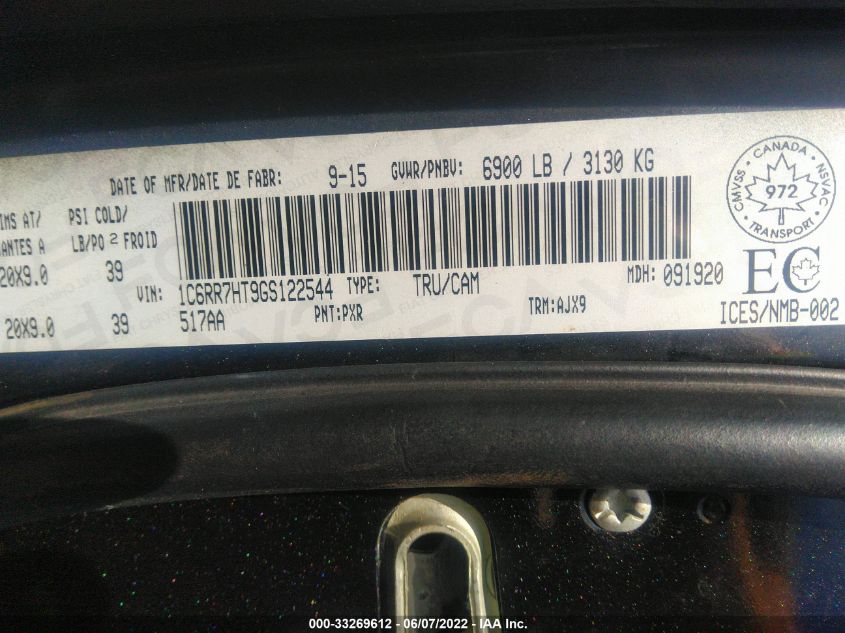 DATE OF MFR/DATE DE FABR: 9-15 GVWR/PNBV: 6900 LB / 3130 KG
IMS AT/ PSI COLD/
ANTES A LB/PO 2 FROID
20X9.0 39
VIN: 1C6RR7HT9GS122544 TYPE: TRU/CAM MDH: 091920
20X9.0 39 517AA PNT:PXR TRM:AJX9
CANADA
CMVSS 972 NSVAC
TRANSPORT
EC
ICES/NMB-002
000-33269612 - 06/07/2022 - IAA Inc.